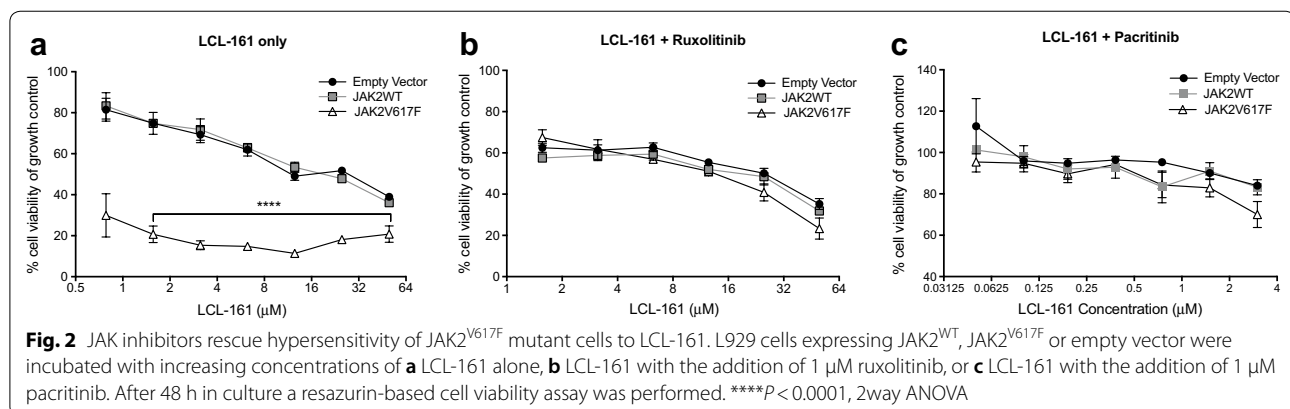 a
LCL-161 only
100
80
60
40
20
0
0.5
1
2
4
8
16
32
64
% cell viability of growth control
LCL-161 (μM)
Empty Vector
JAK2WT
JAK2V617F
****
b
LCL-161 + Ruxolitinib
100
80
60
40
20
0
1
2
4
8
16
32
64
% cell viability of growth control
LCL-161 (μM)
Empty Vector
JAK2WT
JAK2V617F
c
LCL-161 + Pacritinib
140
120
100
80
60
40
0.03125
0.0625
0.125
0.25
0.5
1
2
4
% cell viability of growth control
LCL-161 Concentration (μM)
Empty Vector
JAK2WT
JAK2V617F
Fig. 2 JAK inhibitors rescue hypersensitivity of JAK2V617F mutant cells to LCL-161. L929 cells expressing JAK2WT, JAK2V617F or empty vector were
incubated with increasing concentrations of a LCL-161 alone, b LCL-161 with the addition of 1 μM ruxolitinib, or c LCL-161 with the addition of 1 μM
pacritinib. After 48 h in culture a resazurin-based cell viability assay was performed. ****P < 0.0001, 2way ANOVA